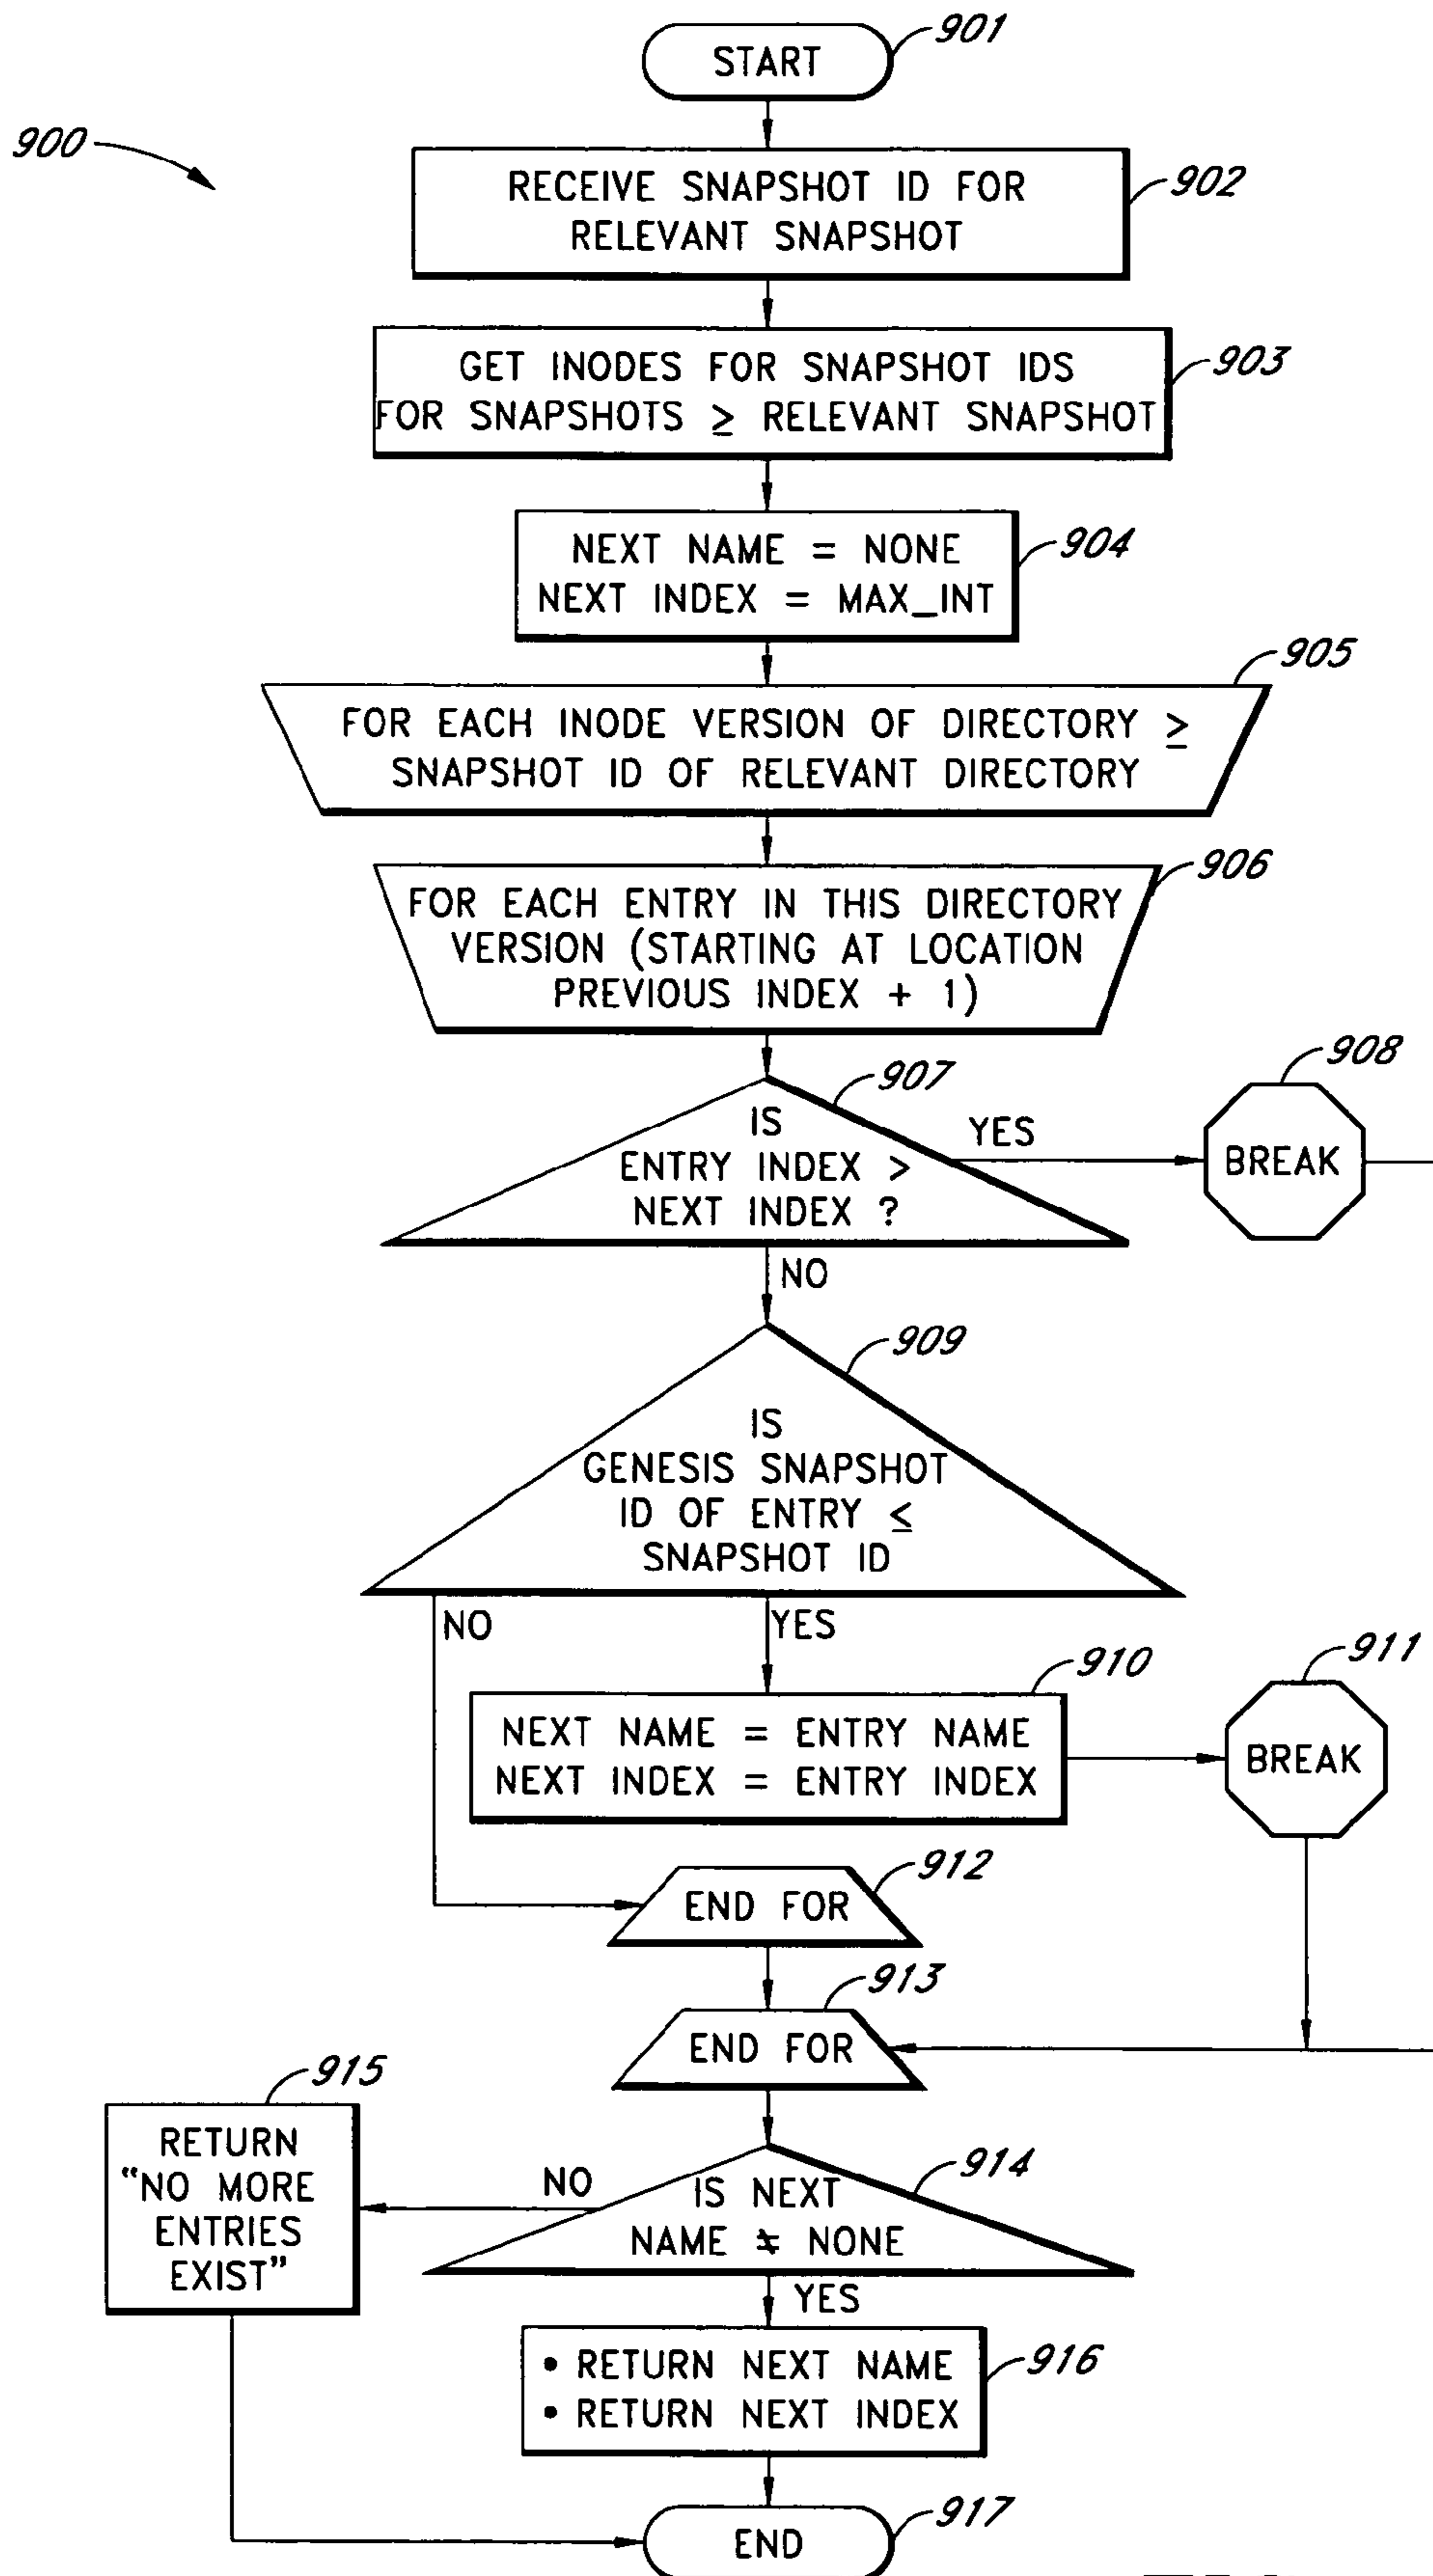 901
START
900
RECEIVE SNAPSHOT ID FOR
RELEVANT SNAPSHOT
902
GET INODES FOR SNAPSHOT IDS
FOR SNAPSHOTS ≥ RELEVANT SNAPSHOT
903
NEXT NAME = NONE
NEXT INDEX = MAX_INT
904
905
FOR EACH INODE VERSION OF DIRECTORY ≥
SNAPSHOT ID OF RELEVANT DIRECTORY
906
FOR EACH ENTRY IN THIS DIRECTORY
VERSION (STARTING AT LOCATION
PREVIOUS INDEX + 1)
907
IS
ENTRY INDEX >
NEXT INDEX ?
YES
908
BREAK
NO
909
IS
GENESIS SNAPSHOT
ID OF ENTRY ≤
SNAPSHOT ID
NO
YES
910
NEXT NAME = ENTRY NAME
NEXT INDEX = ENTRY INDEX
911
BREAK
912
END FOR
913
END FOR
914
IS NEXT
NAME ≠ NONE
NO
915
RETURN
“NO MORE
ENTRIES
EXIST”
YES
• RETURN NEXT NAME
• RETURN NEXT INDEX
916
END
917